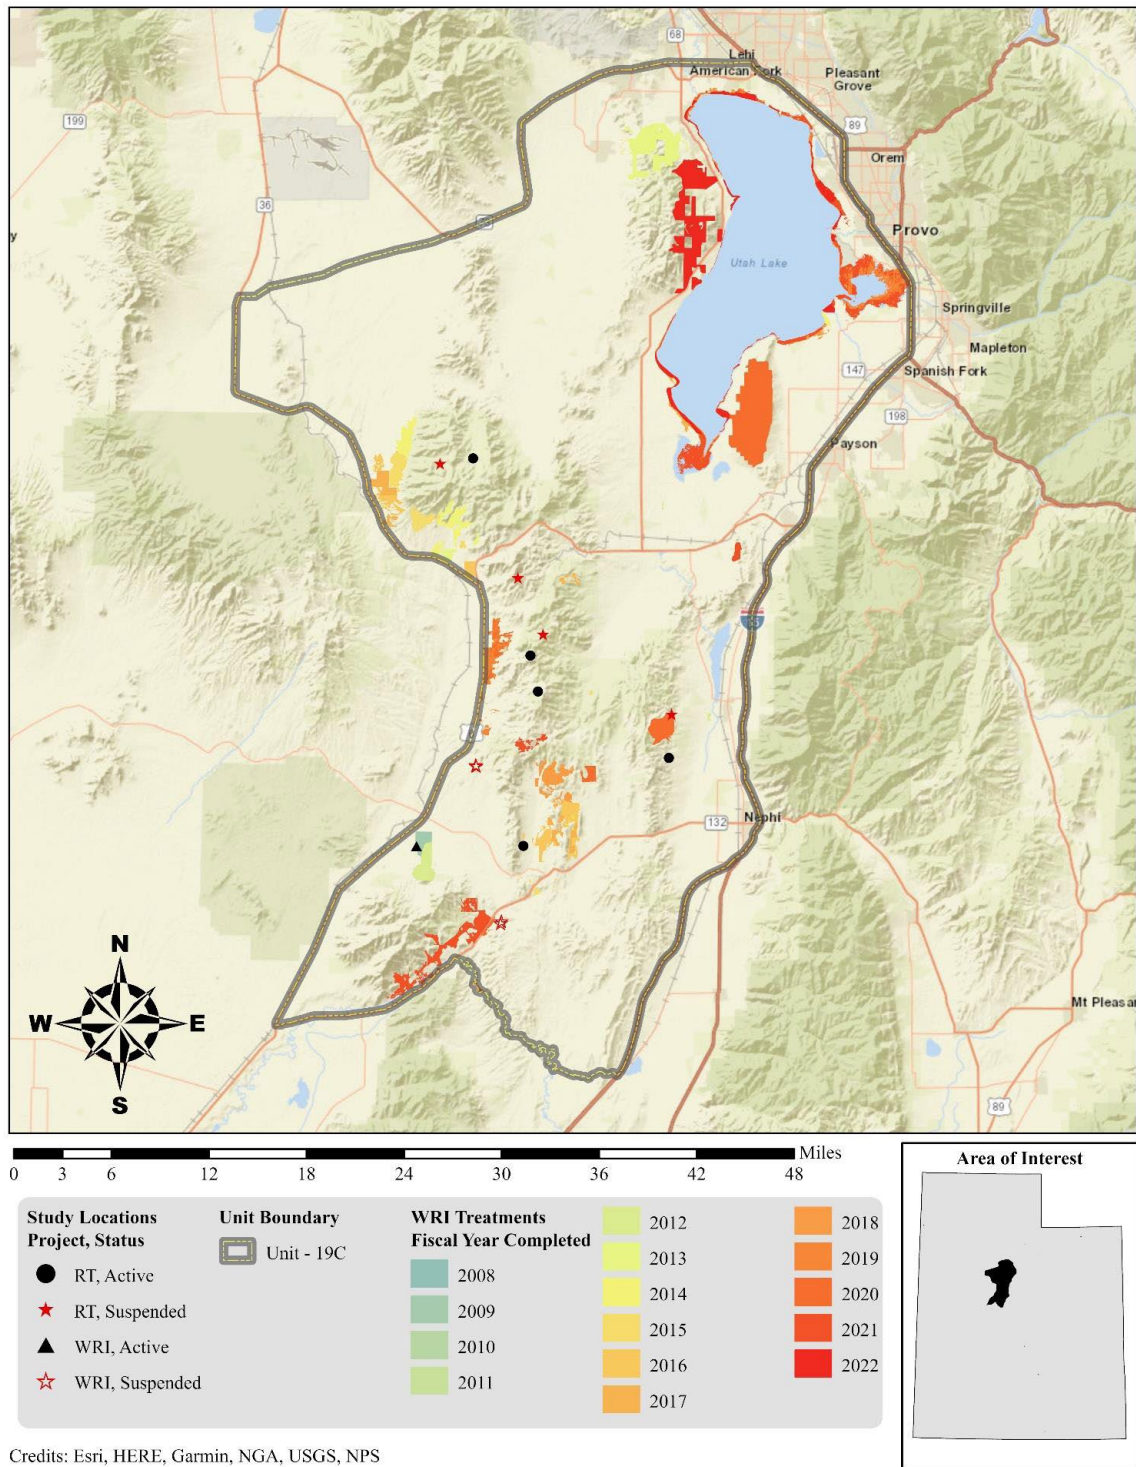 68
Lehi
American Fork
Pleasant
Grove
199
89
Orem
36
Provo
y
Utah Lake
Springville
Mapleton
147
Spanish Fork
198
Payson
15
132
Nephi
N
W
E
S
Mt Pleasan
89
0 3 6 12 18 24 30 36 42 48
Miles
Study Locations
Project, Status
RT, Active
RT, Suspended
WRI, Active
WRI, Suspended
Unit Boundary
Unit - 19C
WRI Treatments
Fiscal Year Completed
2008
2009
2010
2011
2012
2013
2014
2015
2016
2017
2018
2019
2020
2021
2022
Area of Interest
Credits: Esri, HERE, Garmin, NGA, USGS, NPS